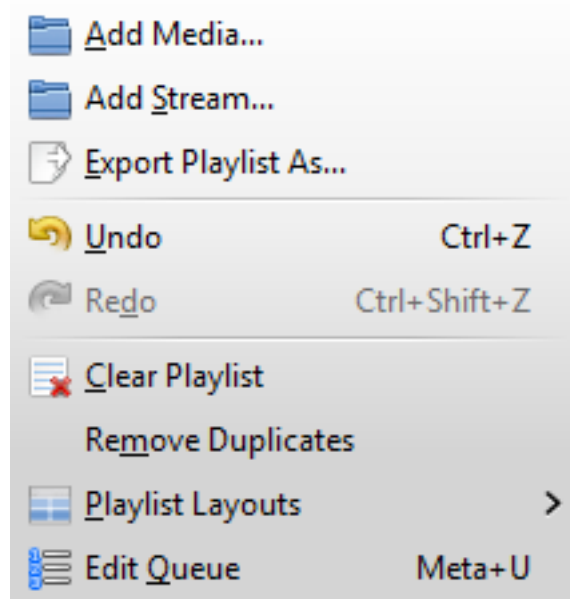 Add Media...
Add Stream...
Export Playlist As...
Undo Ctrl+Z
Redo Ctrl+Shift+Z
Clear Playlist
Remove Duplicates
Playlist Layouts
Edit Queue Meta+U